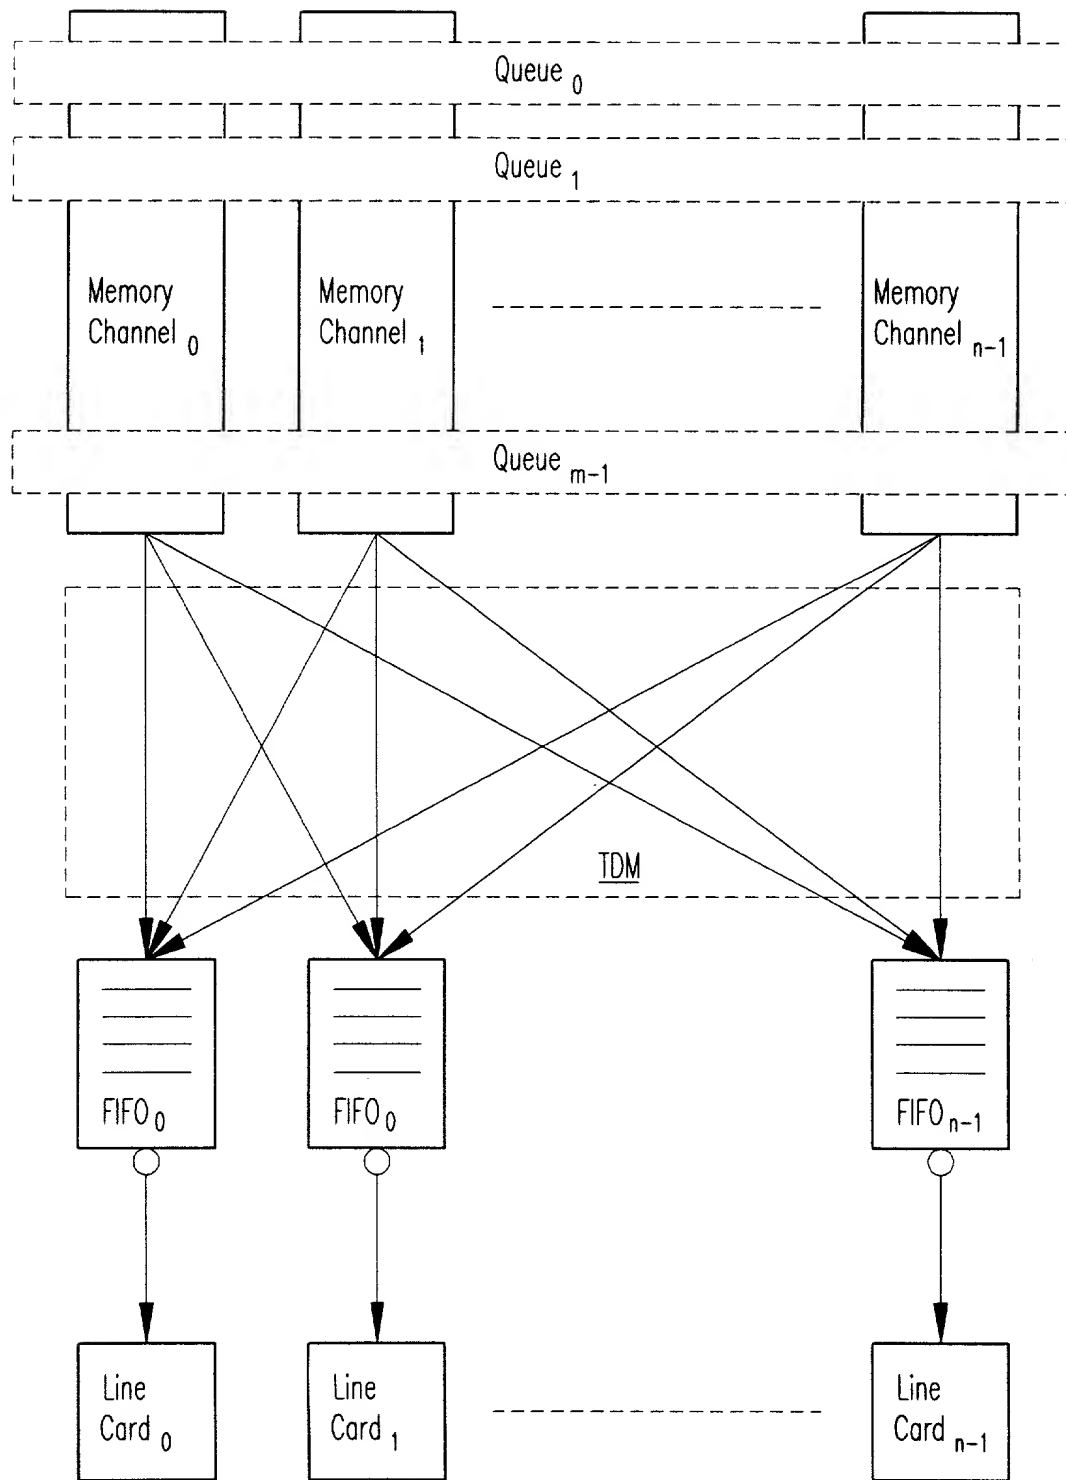 Queue 0
Queue 1
Memory Channel 0
Memory Channel 1
Memory Channel n-1
Queue m-1
TDM
FIFO 0
FIFO 0
FIFO n-1
Line Card 0
Line Card 1
Line Card n-1